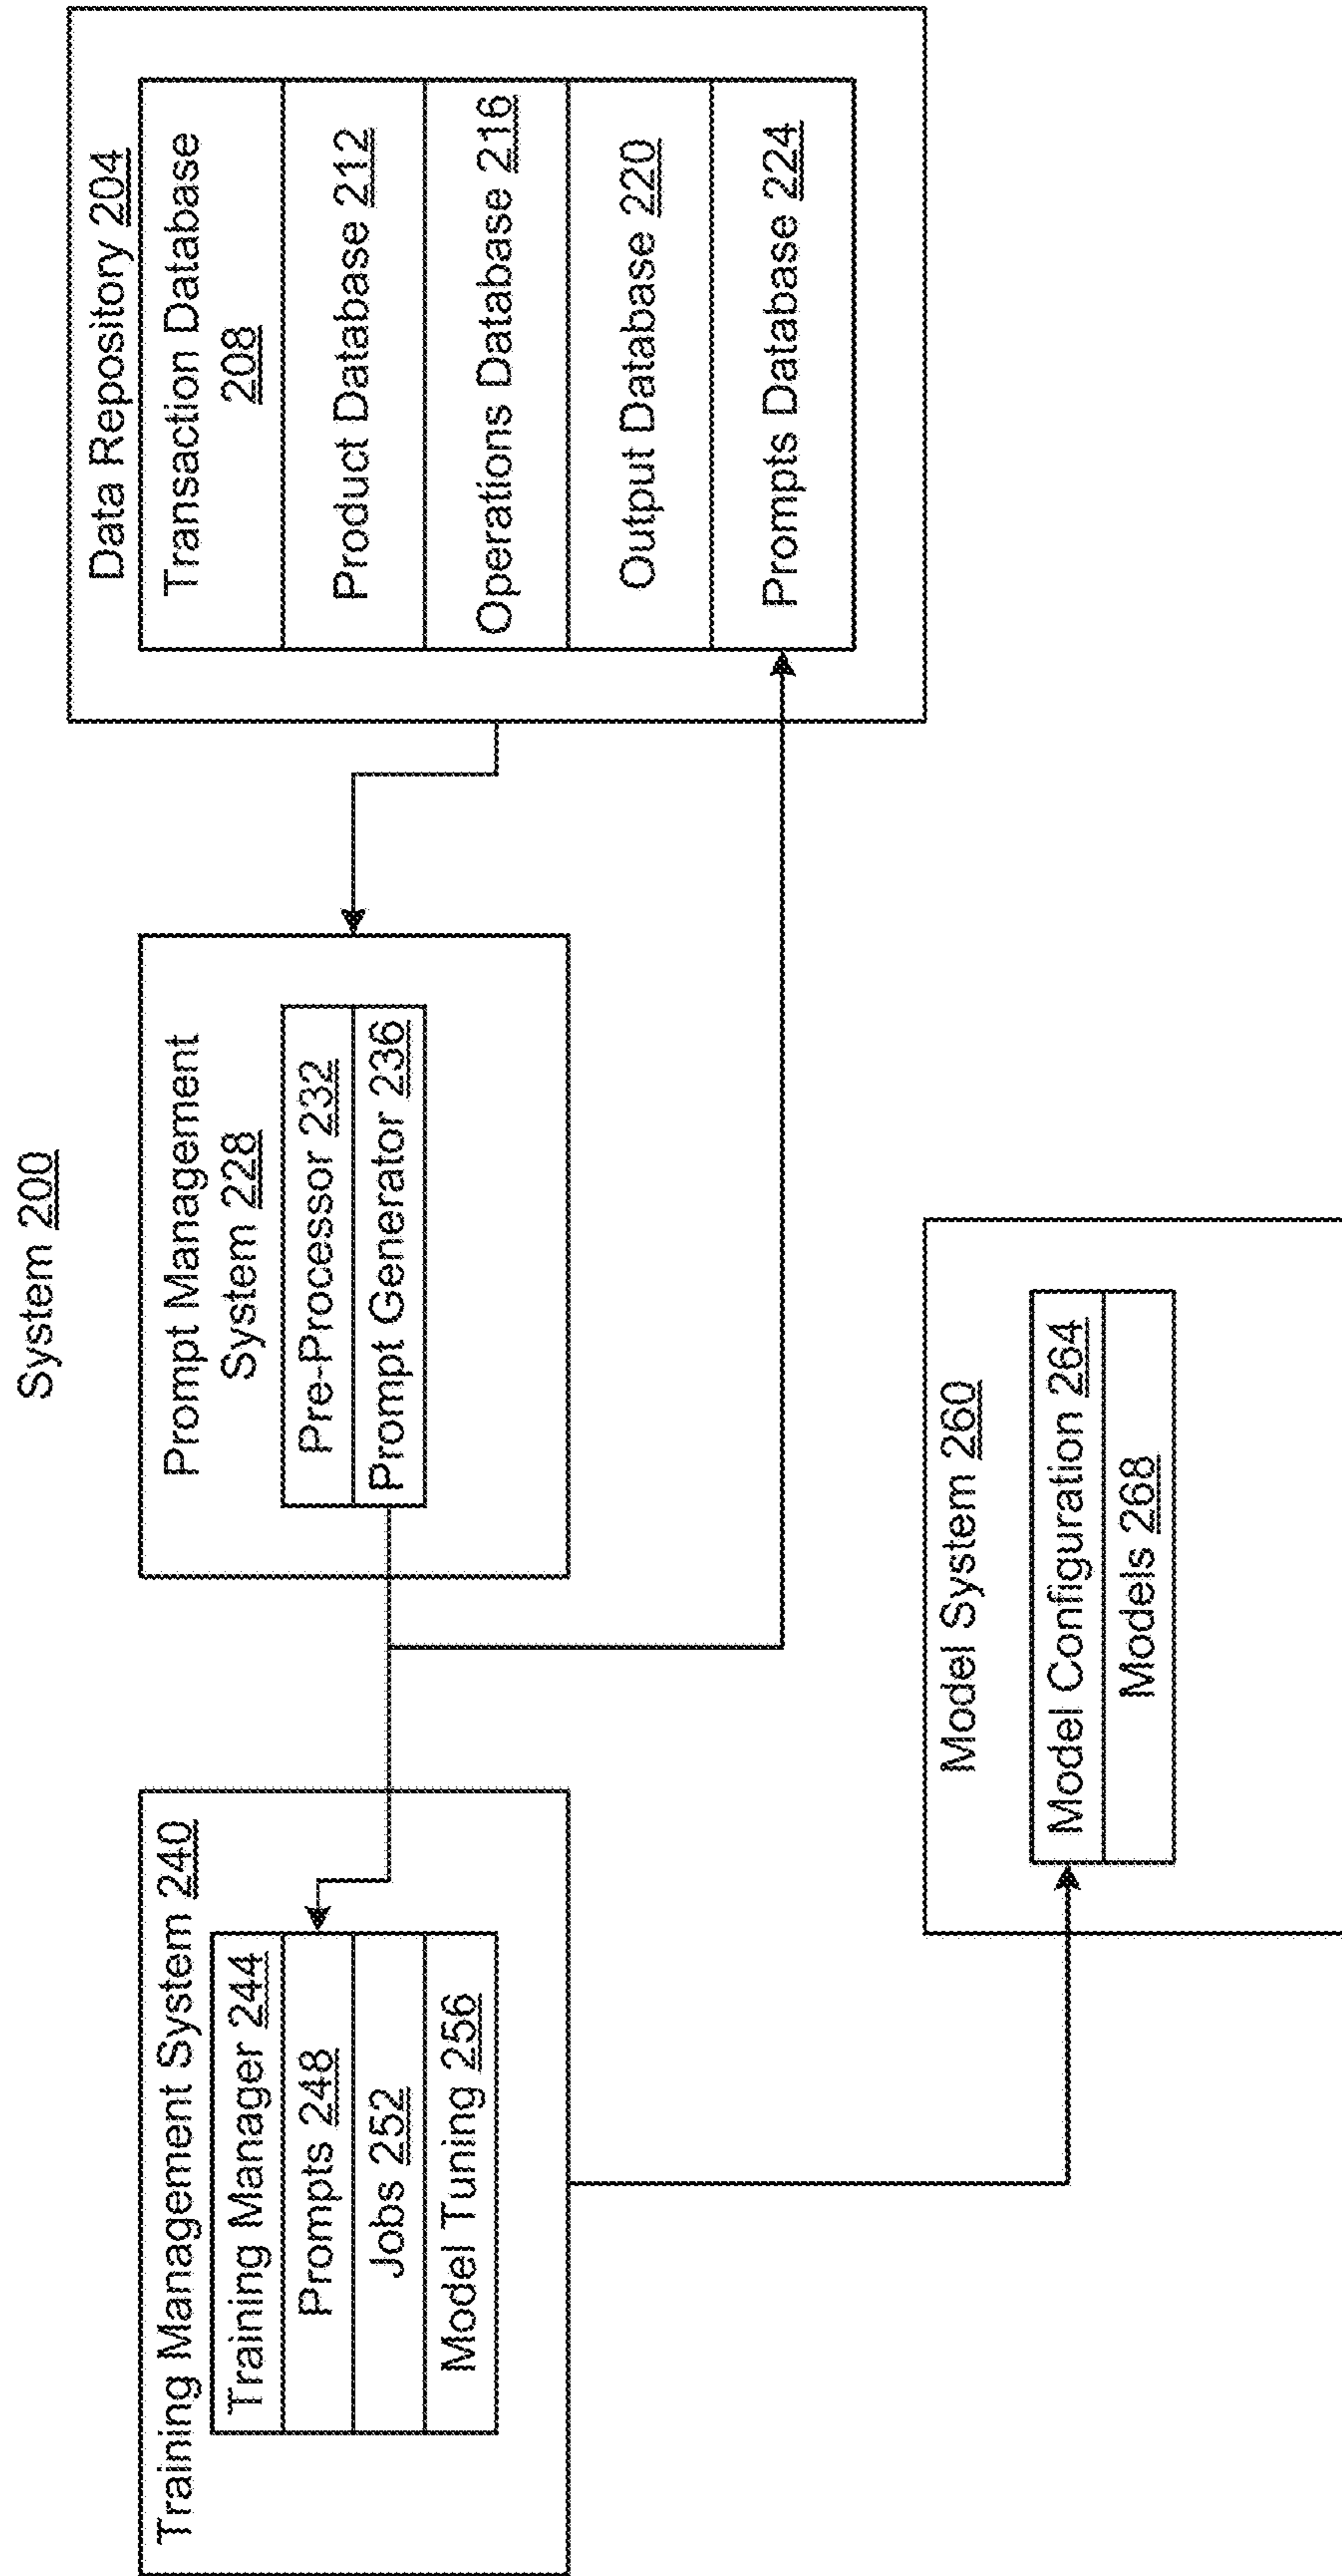 System 200
Training Management System 240
Training Manager 244
Prompts 248
Jobs 252
Model Tuning 256
Prompt Management
System 228
Pre-Processor 232
Prompt Generator 236
Data Repository 204
Transaction Database
208
Product Database 212
Operations Database 216
Output Database 220
Prompts Database 224
Model System 260
Model Configuration 264
Models 268